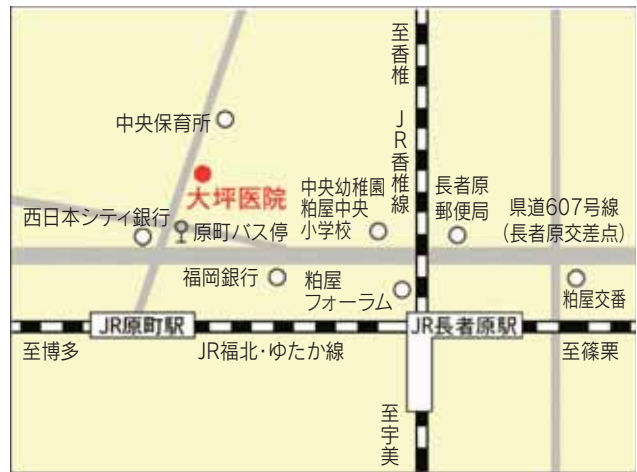 至香椎
JR香椎線
中央保育所
大坪医院
中央幼稚園
粕屋中央
小学校
長者原
郵便局
県道607号線
(長者原交差点)
西日本シティ銀行
原町バス停
福岡銀行
粕屋
フォーラム
粕屋交番
JR原町駅
JR長者原駅
至博多
JR福北・ゆたか線
至篠栗
至宇美